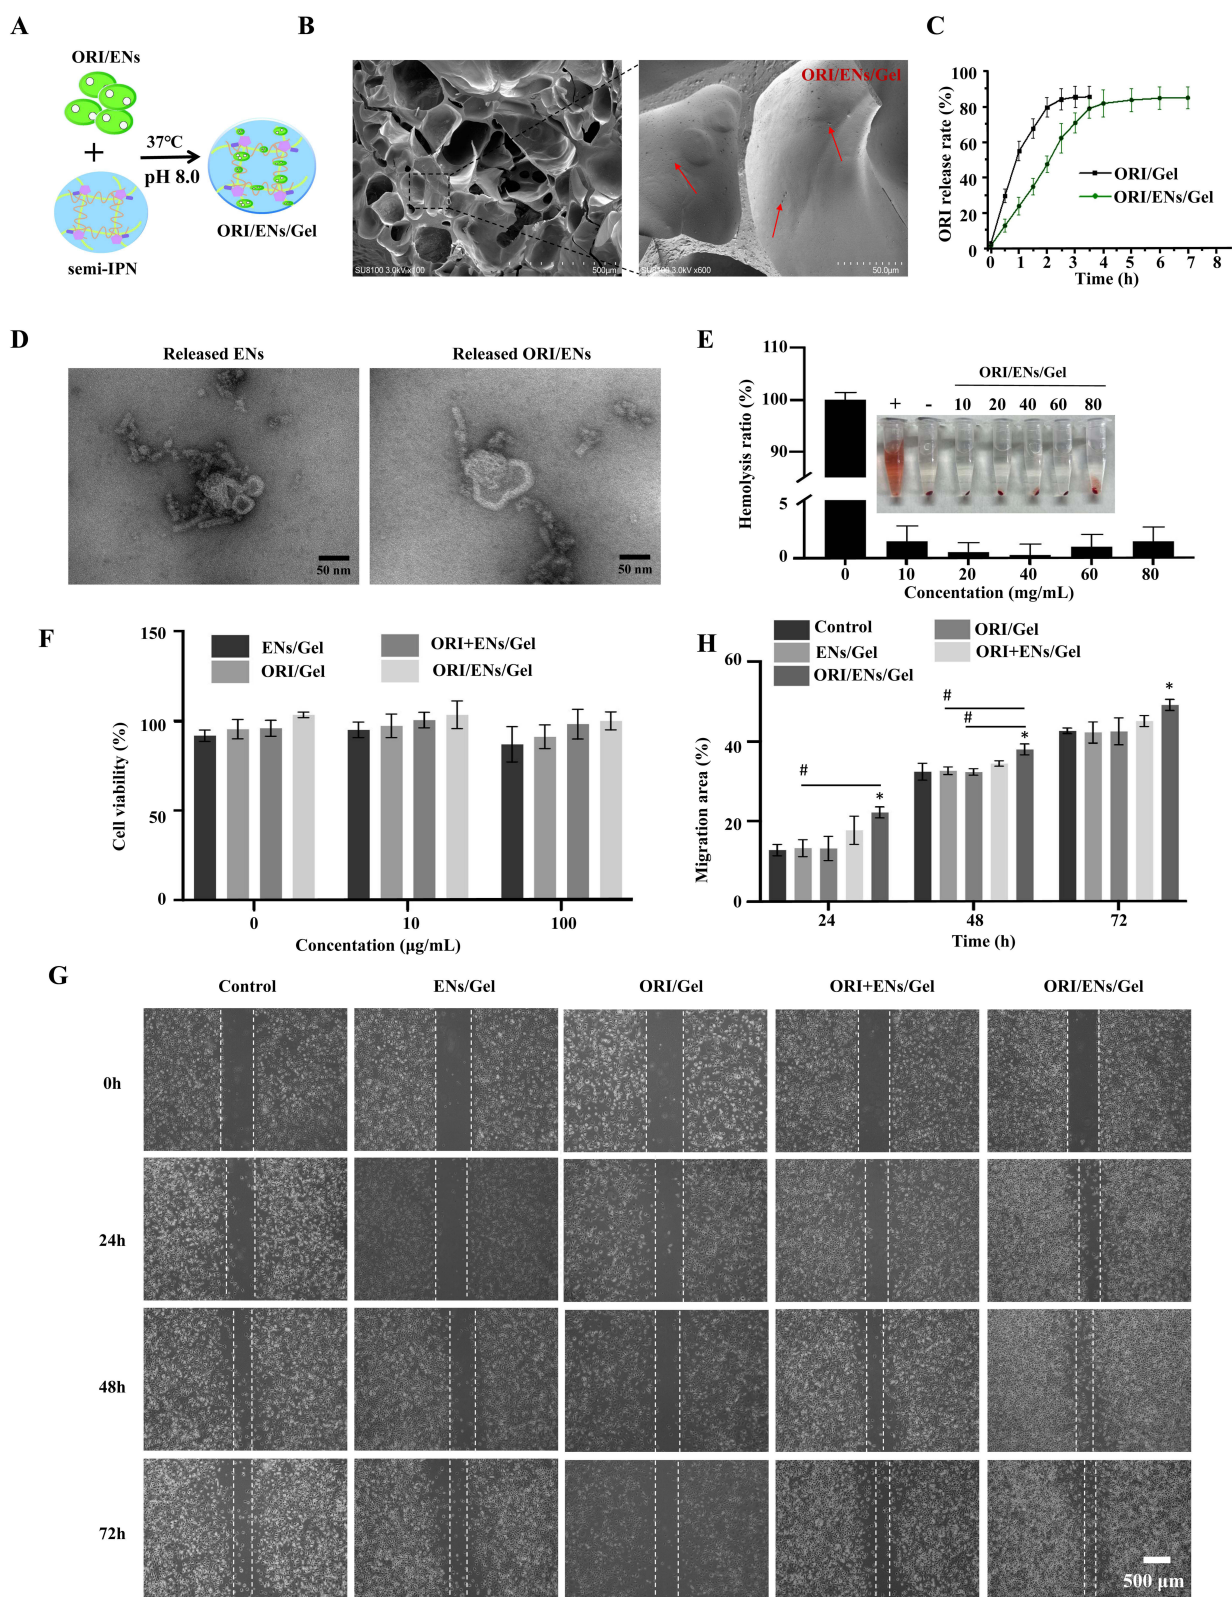 A
ORI/ENs
+
37℃
pH 8.0
semi-IPN
ORI/ENs/Gel
B
ORI/ENs/Gel
SU8100 3.0kV x100
500μm
SU8100 3.0kV x600
50.0μm
C
ORI release rate (%)
100
80
60
40
20
0
ORI/Gel
ORI/ENs/Gel
0 1 2 3 4 5 6 7 8
Time (h)
D
Released ENs
Released ORI/ENs
50 nm
50 nm
E
Hemolysis ratio (%)
110
100
90
5
0
ORI/ENs/Gel
+ - 10 20 40 60 80
0 10 20 40 60 80
Concentation (mg/mL)
F
Cell viability (%)
150
100
50
0
ENs/Gel
ORI/Gel
ORI+ENs/Gel
ORI/ENs/Gel
0 10 100
Concentation (μg/mL)
H
Control
ENs/Gel
ORI/ENs/Gel
ORI/Gel
ORI+ENs/Gel
Migration area (%)
60
40
20
0
#
*
#
#
*
*
24 48 72
Time (h)
G
Control ENs/Gel ORI/Gel ORI+ENs/Gel ORI/ENs/Gel
0h
24h
48h
72h
500 μm